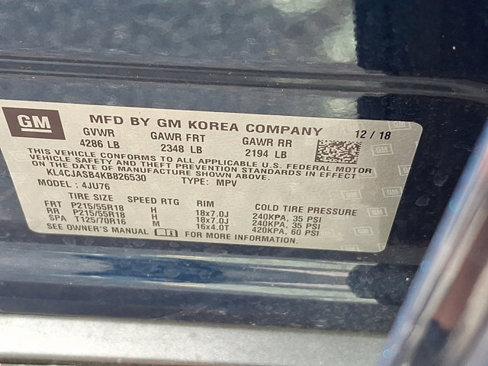 GM MFD BY GM KOREA COMPANY 12 / 18
GVWR GAWR FRT GAWR RR
4286 LB 2348 LB 2194 LB
THIS VEHICLE CONFORMS TO ALL APPLICABLE U.S. FEDERAL MOTOR
VEHICLE SAFETY, BUMPER, AND THEFT PREVENTION STANDARDS
IN EFFECT ON THE DATE OF MANUFACTURE SHOWN ABOVE.
KL4CJASB4KB826530 TYPE: MPV
MODEL: 4JU76
TIRE SIZE SPEED RTG RIM COLD TIRE PRESSURE
FRT P215/55R18 H 18x7.0J 240KPA, 35 PSI
RR P215/55R18 H 18x7.0J 240KPA, 35 PSI
SPA T125/70R16 M 16x4.0T 420KPA, 60 PSI
SEE OWNER'S MANUAL FOR MORE INFORMATION.